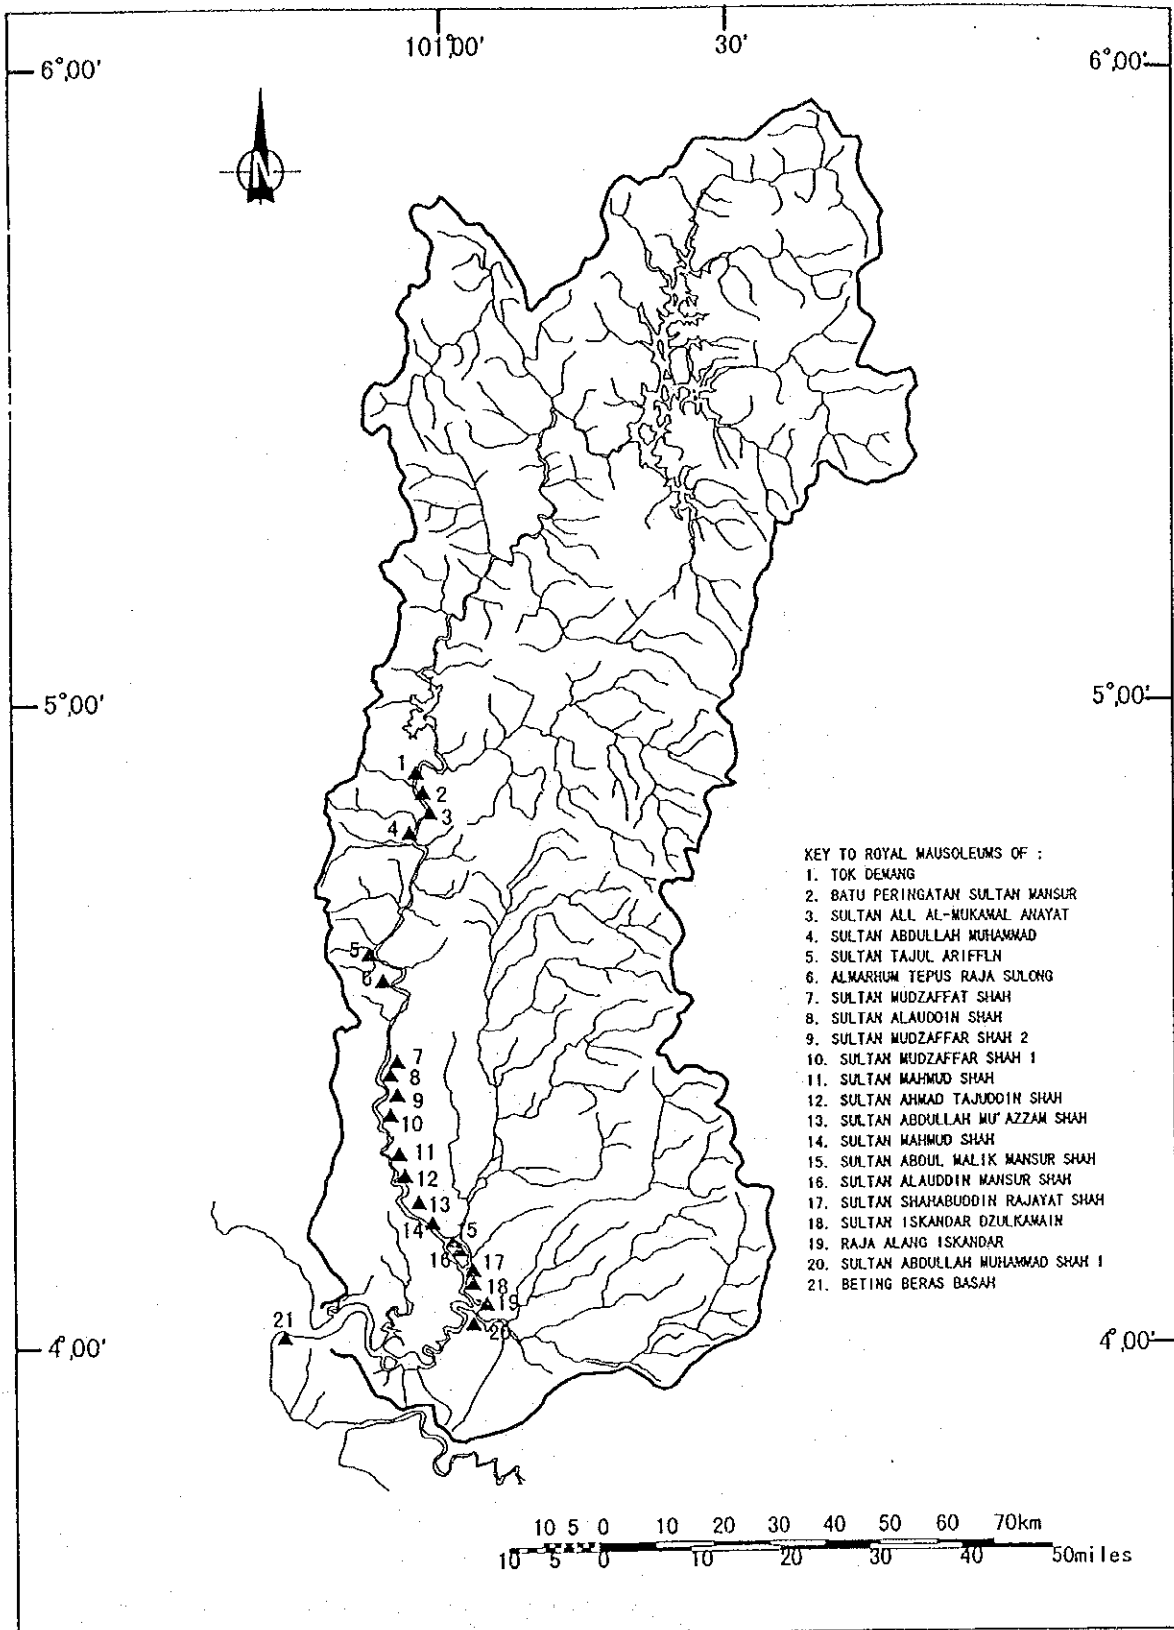 101°00' 30'
6°00' 6°00'
N
5°00' 5°00'
1
2
3
4
5
6
7
8
9
10
11
12
13
14
15
16
17
18
19
20
21
4°00' 4°00'
KEY TO ROYAL MAUSOLEUMS OF :
1. TOK DEMANG
2. BATU PERINGATAN SULTAN MANSUR
3. SULTAN ALL AL-MUKAMAL ANAYAT
4. SULTAN ABDULLAH MUHAMMAD
5. SULTAN TAJUL ARIFFLN
6. ALMARHUM TEPUS RAJA SULONG
7. SULTAN MUDZAFFAT SHAH
8. SULTAN ALAUDDIN SHAH
9. SULTAN MUDZAFFAR SHAH 2
10. SULTAN MUDZAFFAR SHAH 1
11. SULTAN MAHMUD SHAH
12. SULTAN AHMAD TAJUDDIN SHAH
13. SULTAN ABDULLAH MU'AZZAM SHAH
14. SULTAN MAHMUD SHAH
15. SULTAN ABDUL MALIK MANSUR SHAH
16. SULTAN ALAUDDIN MANSUR SHAH
17. SULTAN SHAHABUDDIN RAJAYAT SHAH
18. SULTAN ISKANDAR DZULKAMAIN
19. RAJA ALANG ISKANDAR
20. SULTAN ABDULLAH MUHAMMAD SHAH 1
21. BETING BERAS BASAH
10 5 0 10 20 30 40 50 60 70km
10 5 0 10 20 30 40 50miles